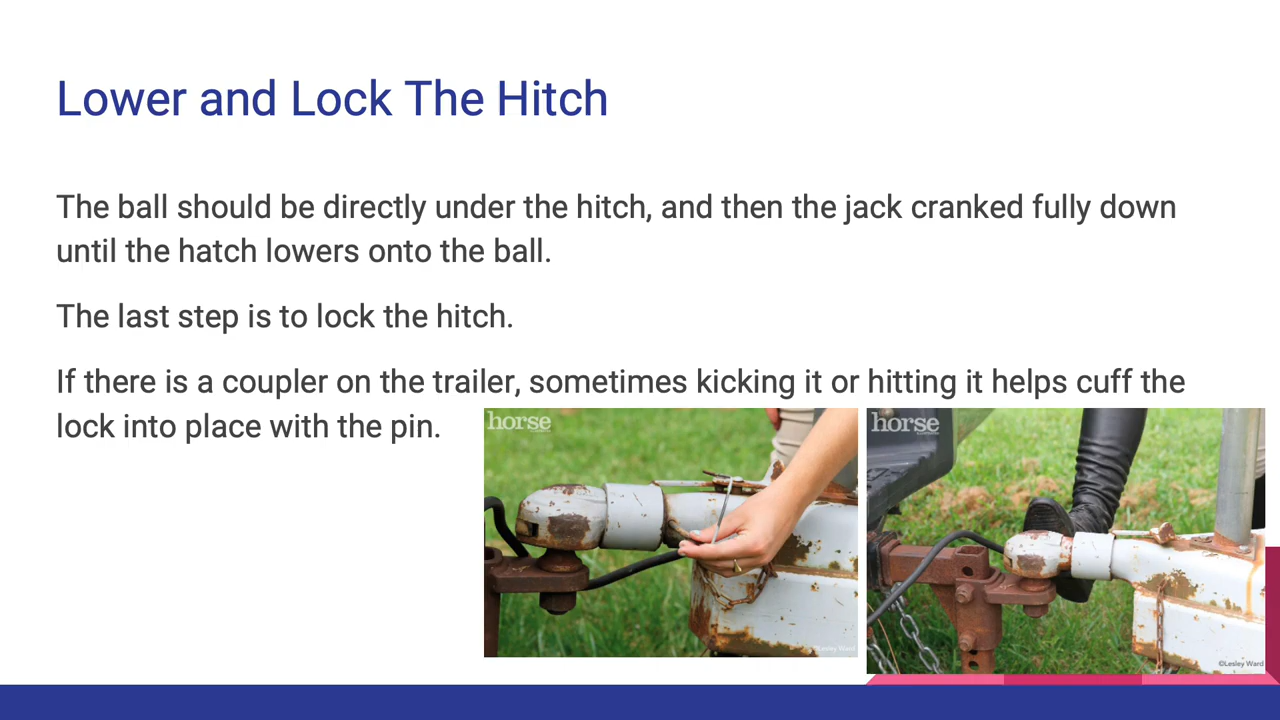 Lower and Lock The Hitch
The ball should be directly under the hitch, and then the jack cranked fully down
until the hatch lowers onto the ball.
The last step is to lock the hitch.
If there is a coupler on the trailer, sometimes kicking it or hitting it helps cuff the
lock into place with the pin.
horse
horse
©Lesley Ward
©Lesley Ward